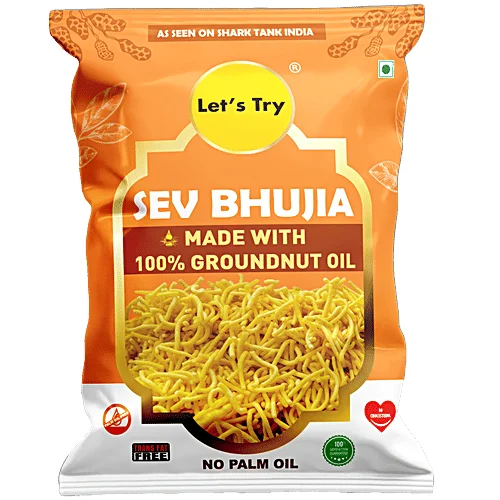 AS SEEN ON SHARK TANK INDIA
®
Let's Try
SEV BHUJIA
MADE WITH
100% GROUNDNUT OIL
TRANS FAT
FREE
100
NO PALM OIL